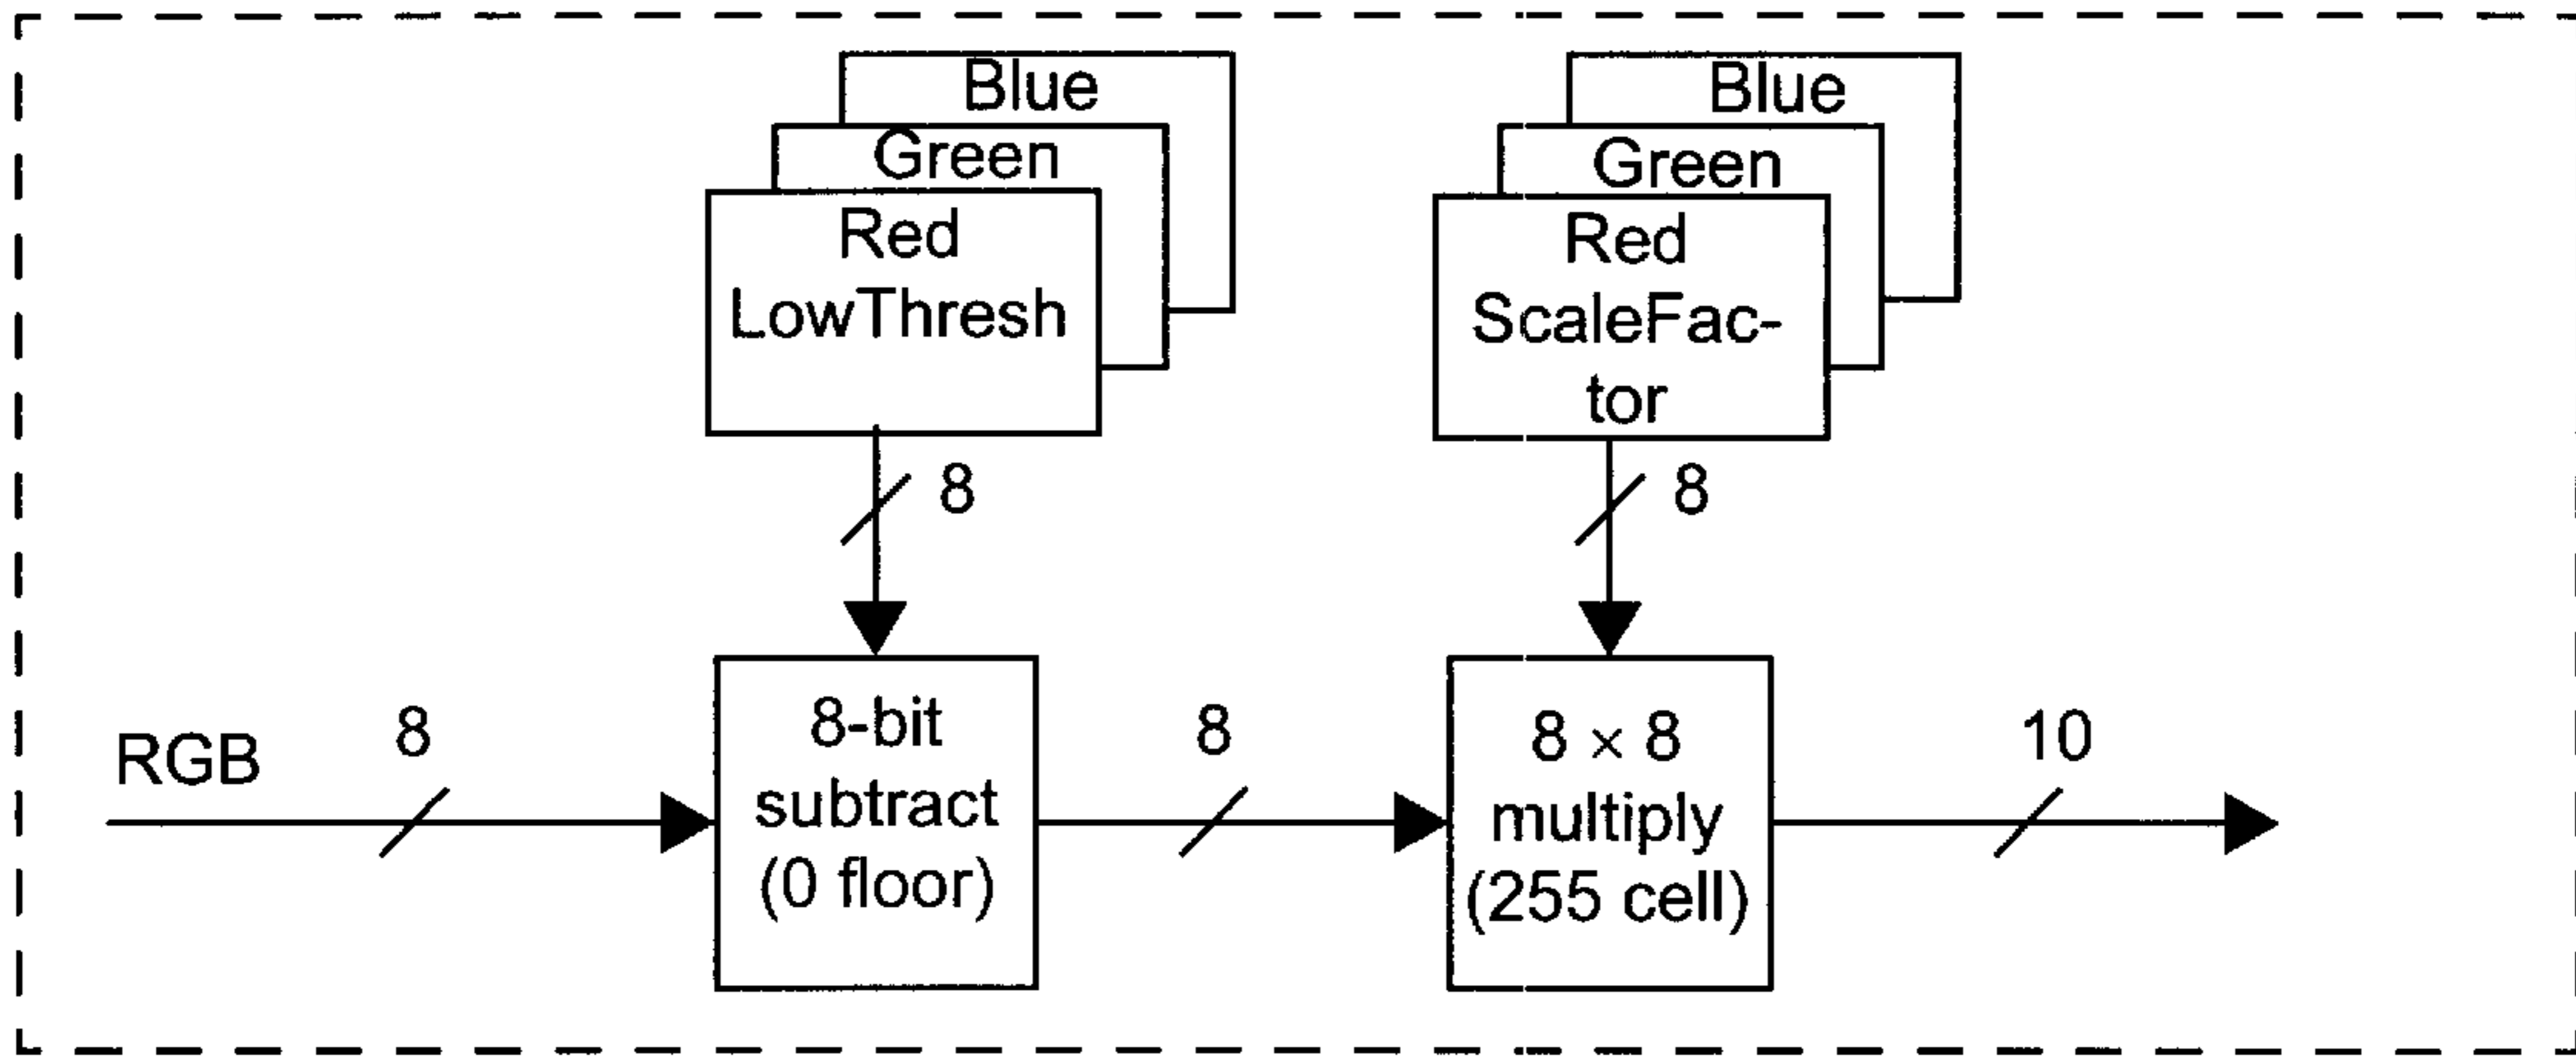 Blue
Green
Red
LowThresh
8
Blue
Green
Red
ScaleFac-
tor
8
RGB
8
8-bit
subtract
(0 floor)
8
8 × 8
multiply
(255 cell)
10